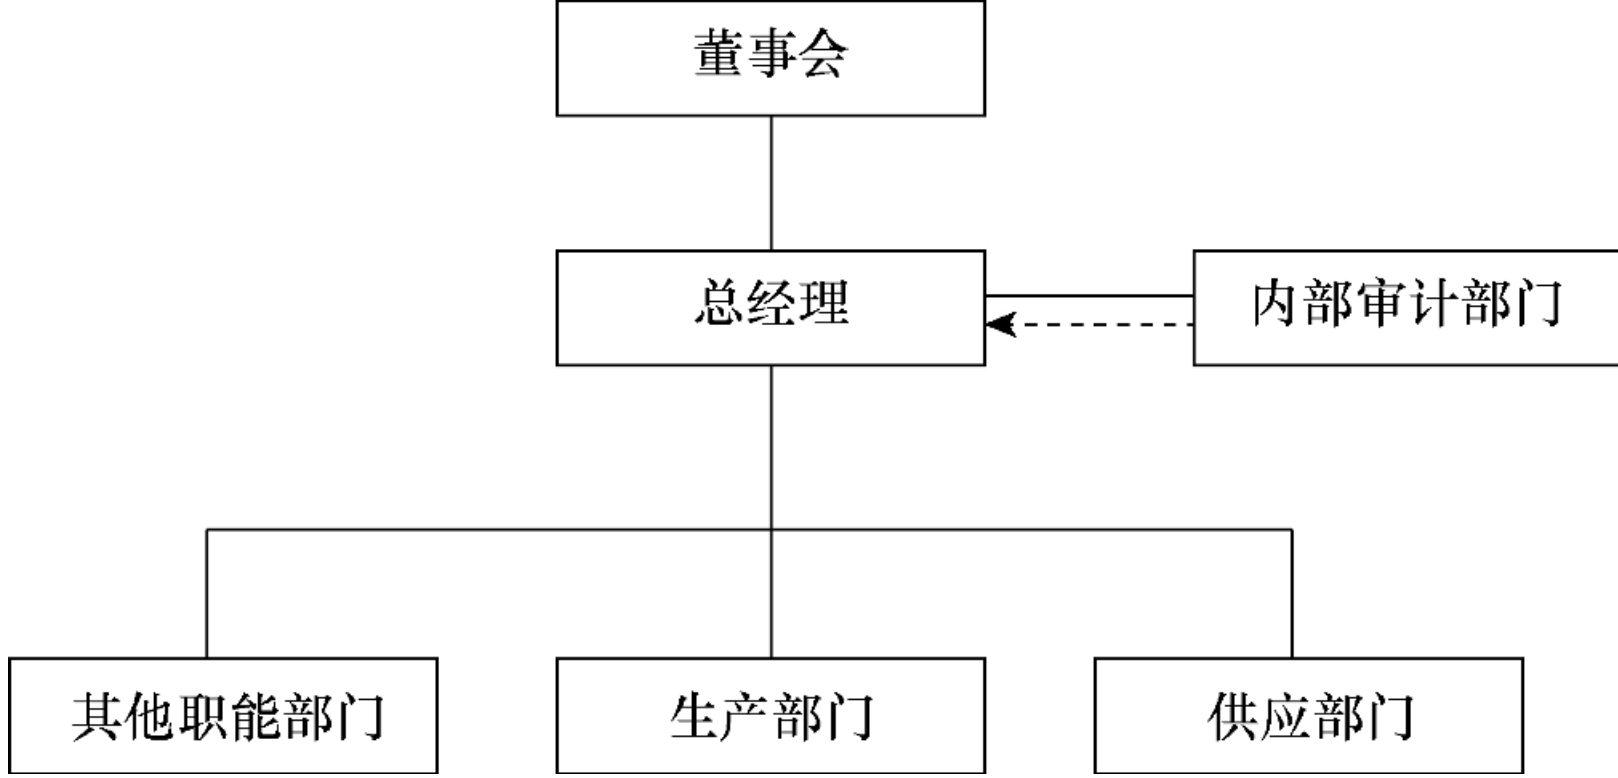 董事会
总经理
内部审计部门
其他职能部门
生产部门
供应部门